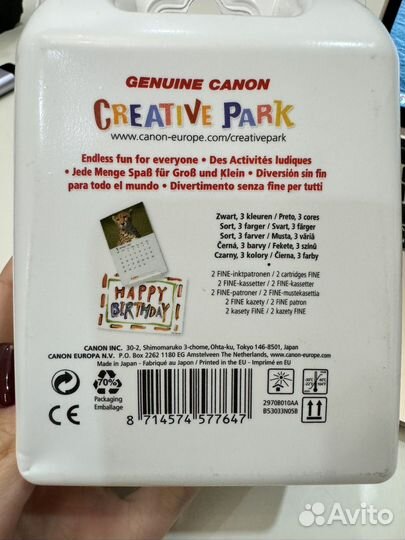 GENUINE CANON
CREATIVE PARK
www.canon-europe.com/creativepark
Endless fun for everyone • Des Activités ludiques
• Jede Menge Spaß für Groß und Klein • Diversión sin fin
para todo el mundo • Divertimento senza fine per tutti
HAPPY
BIRTHDAY
Zwart, 3 kleuren / Preto, 3 cores
Sort, 3 farger / Svart, 3 färger
Sort, 3 farver / Musta, 3 väriä
Černá, 3 barvy / Fekete, 3 színű
Czarny, 3 kolory / Čierna, 3 farby
2 FINE-inktpatronen / 2 cartridges FINE
2 FINE-kassetter / 2 FINE-kassetter
2 FINE-patroner / 2 FINE-mustekasettia
2 FINE kazety / 2 FINE patron
2 kasety FINE / 2 kazety FINE
CANON INC. 30-2, Shimomaruko 3-chome, Ohta-ku, Tokyo 146-8501, Japan
CANON EUROPA N.V. P.O. Box 2262 1180 EG Amstelveen The Netherlands, www.canon-europe.com
Made in Japan - Fabriqué au Japon / Printed in the EU - Imprimé en EU
70%
Packaging
Emballage
CE
8 714574 577647
2970B010AA
B53033N05B
Avito